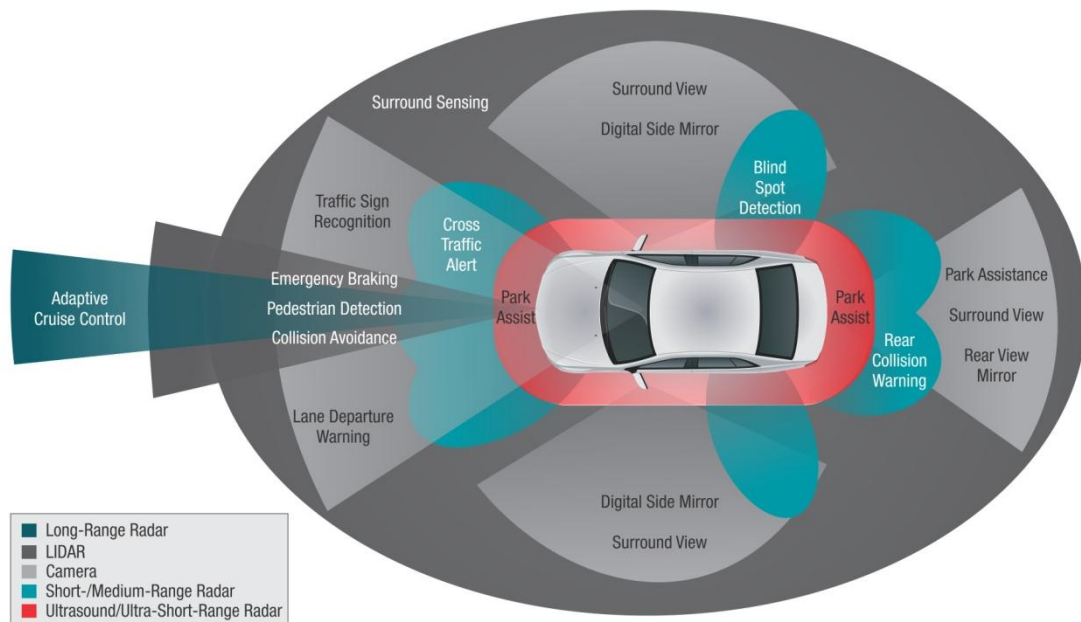 Surround Sensing
Surround View
Digital Side Mirror
Blind
Spot
Detection
Traffic Sign
Recognition
Cross
Traffic
Alert
Adaptive
Cruise Control
Emergency Braking
Pedestrian Detection
Collision Avoidance
Park
Assist
Park
Assist
Rear
Collision
Warning
Park Assistance
Surround View
Rear View
Mirror
Lane Departure
Warning
Digital Side Mirror
Surround View
Long-Range Radar
LIDAR
Camera
Short-/Medium-Range Radar
Ultrasound/Ultra-Short-Range Radar